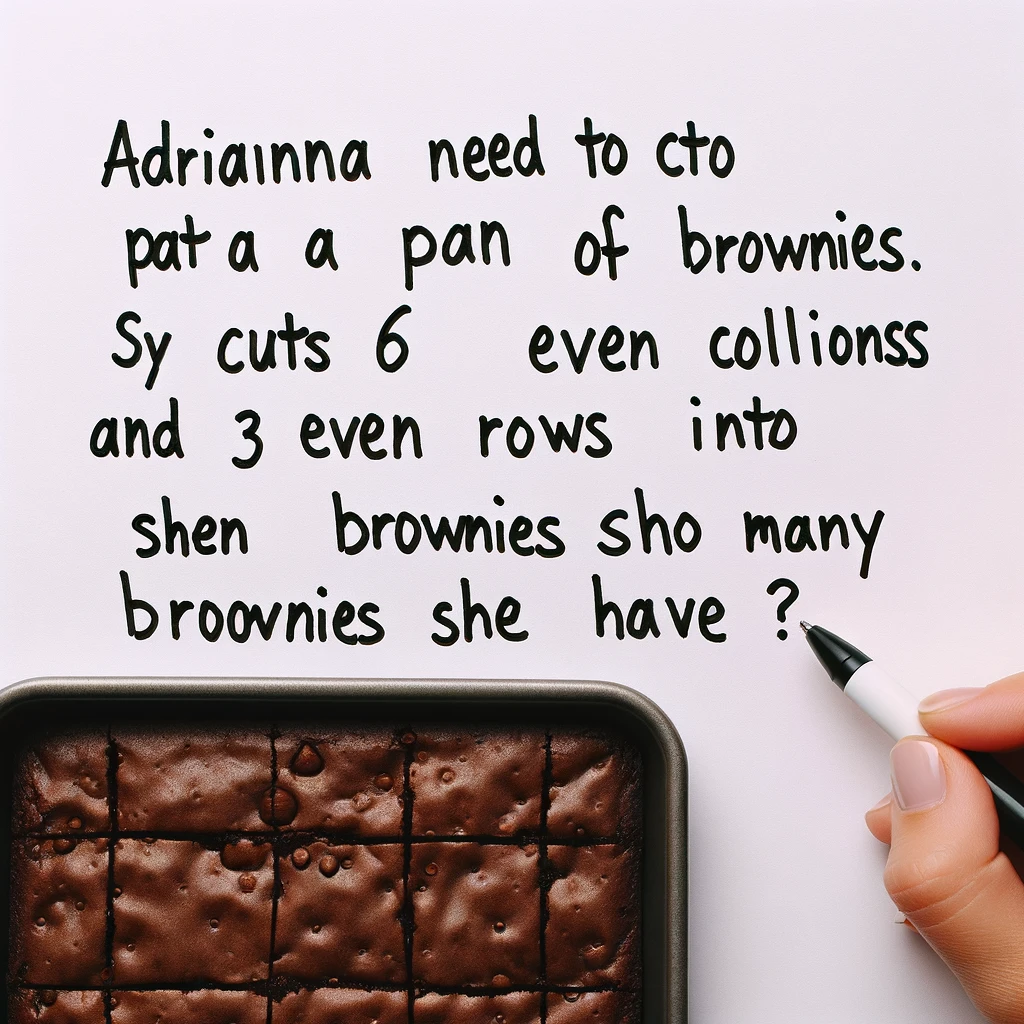 Adriaınna need to cto
pat a a pan of brownies.
Sy cuts 6 even collionss
and 3 even rows into
shen brownies sho many
broovnies she have ?